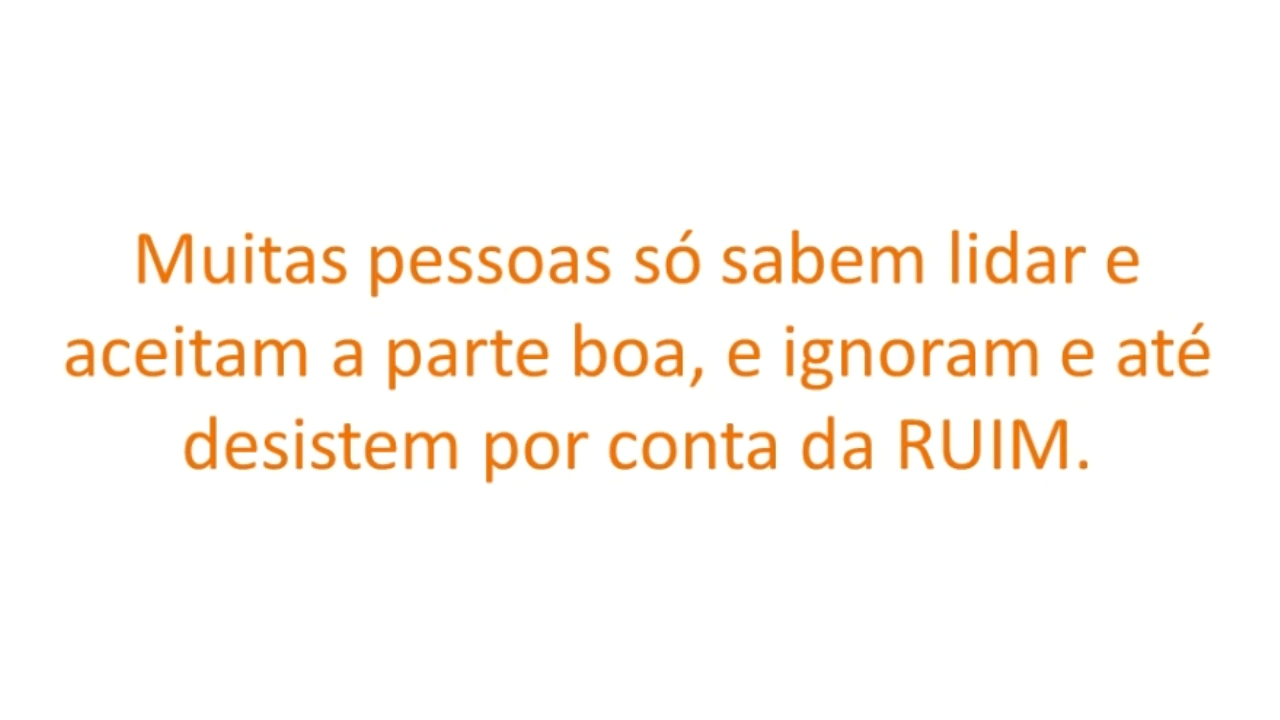 Muitas pessoas só sabem lidar e
aceitam a parte boa, e ignoram e até
desistem por conta da RUIM.